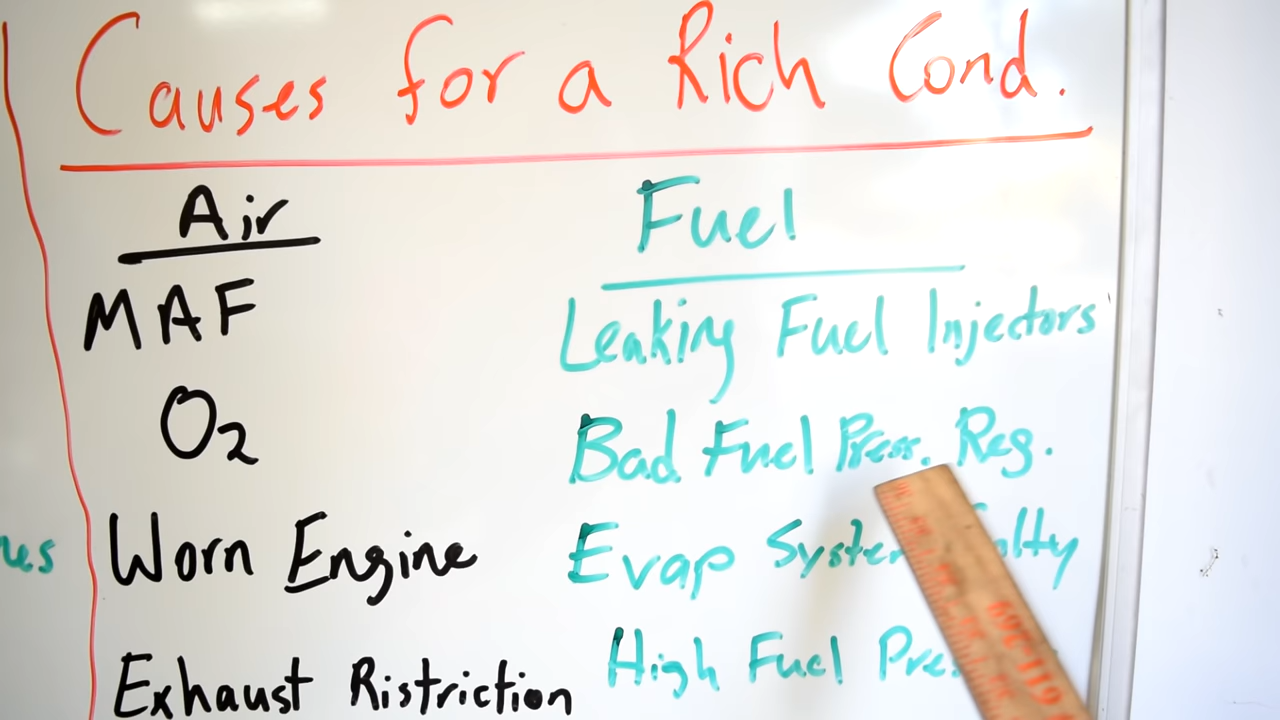 Causes for a Rich Cond.
Air
MAF
O2
Worn Engine
Exhaust Ristriction
Fuel
Leaking Fuel Injectors
Bad Fuel Press. Reg.
Evap
High Fuel